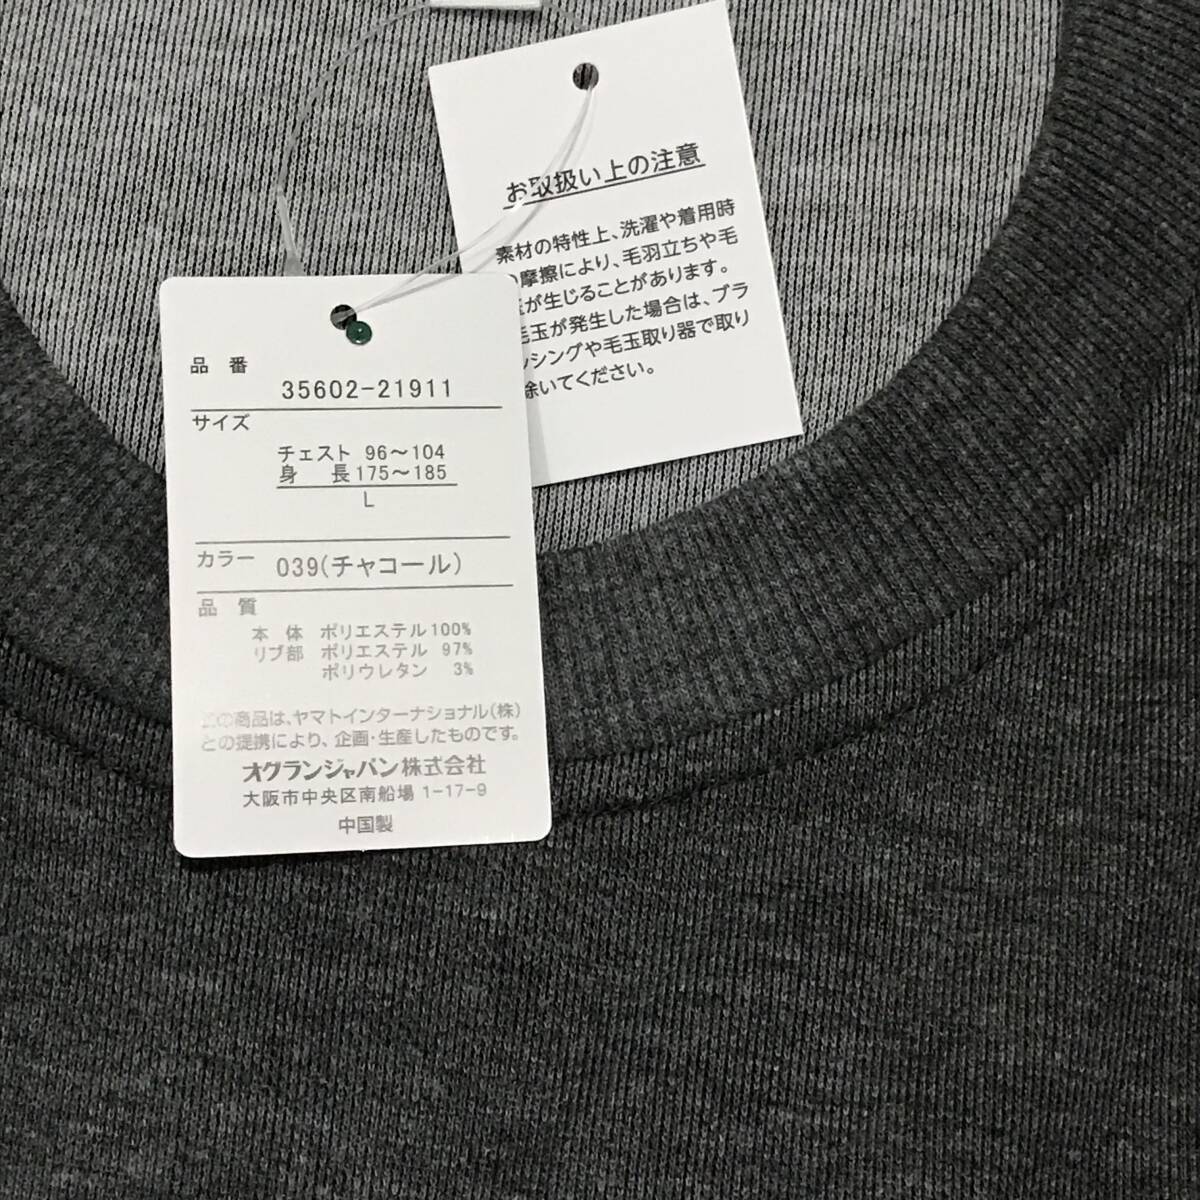 お取扱い上の注意
素材の特性上、洗濯や着用時
摩擦により、毛羽立ちや毛
が生じることがあります。
毛玉が発生した場合は、ブラ
ッシングや毛玉取り器で取り
除いてください。
品番
35602-21911
サイズ
チェスト 96～104
身長 175～185
L
カラー 039(チャコール)
品質
本体 ポリエステル 100%
リブ部 ポリエステル 97%
ポリウレタン 3%
この商品は、ヤマトインターナショナル(株)
との提携により、企画・生産したものです。
オグランジャパン株式会社
大阪市中央区南船場 1-17-9
中国製